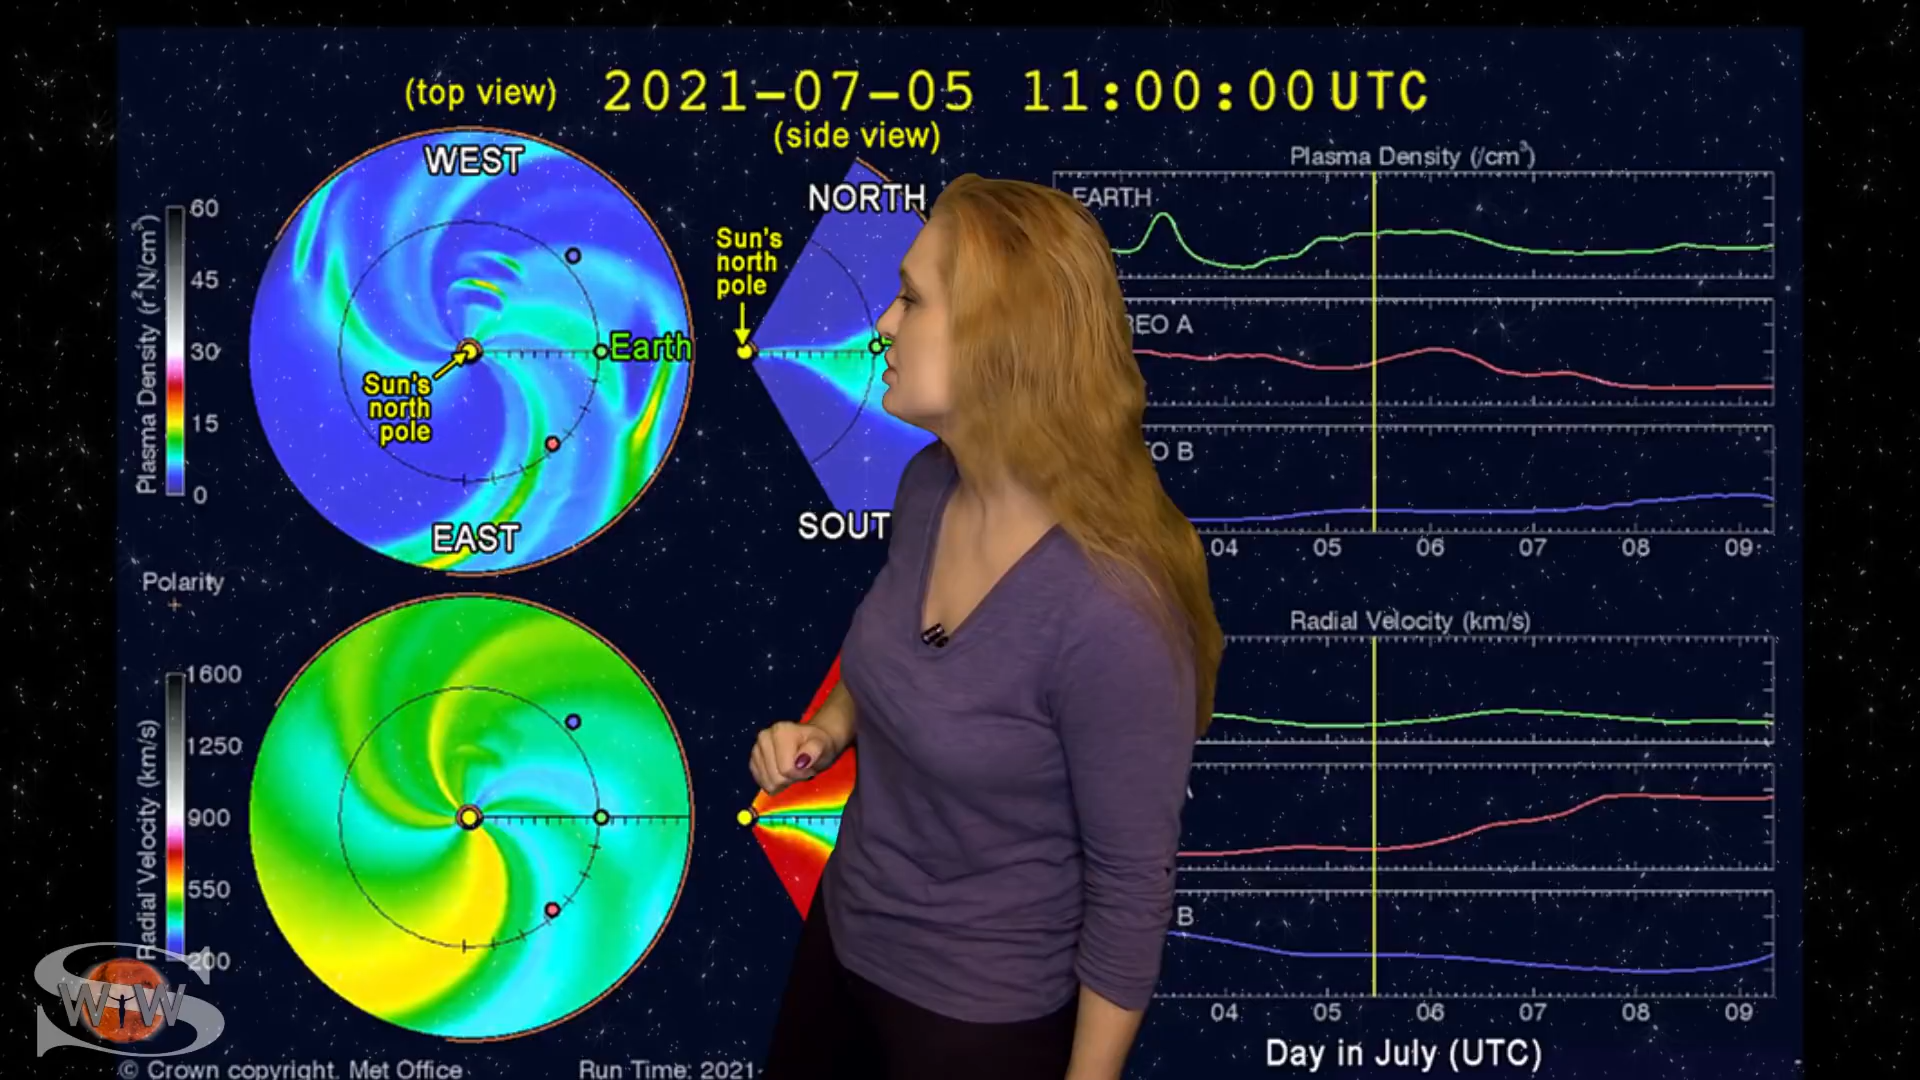 (top view)
2021-07-05 11:00:00 UTC
(side view)
WEST
NORTH
Sun's
north
pole
Earth
Sun's
north
pole
EAST
SOUT
Plasma Density (r²N/cm³)
60
45
30
15
0
Polarity
+
Radial Velocity (km/s)
1600
1250
900
550
200
Plasma Density (/cm³)
EARTH
REO A
O B
04 05 06 07 08 09
Radial Velocity (km/s)
B
04 05 06 07 08 09
Day in July (UTC)
S
WTW
© Crown copyright. Met Office
Run Time: 2021-